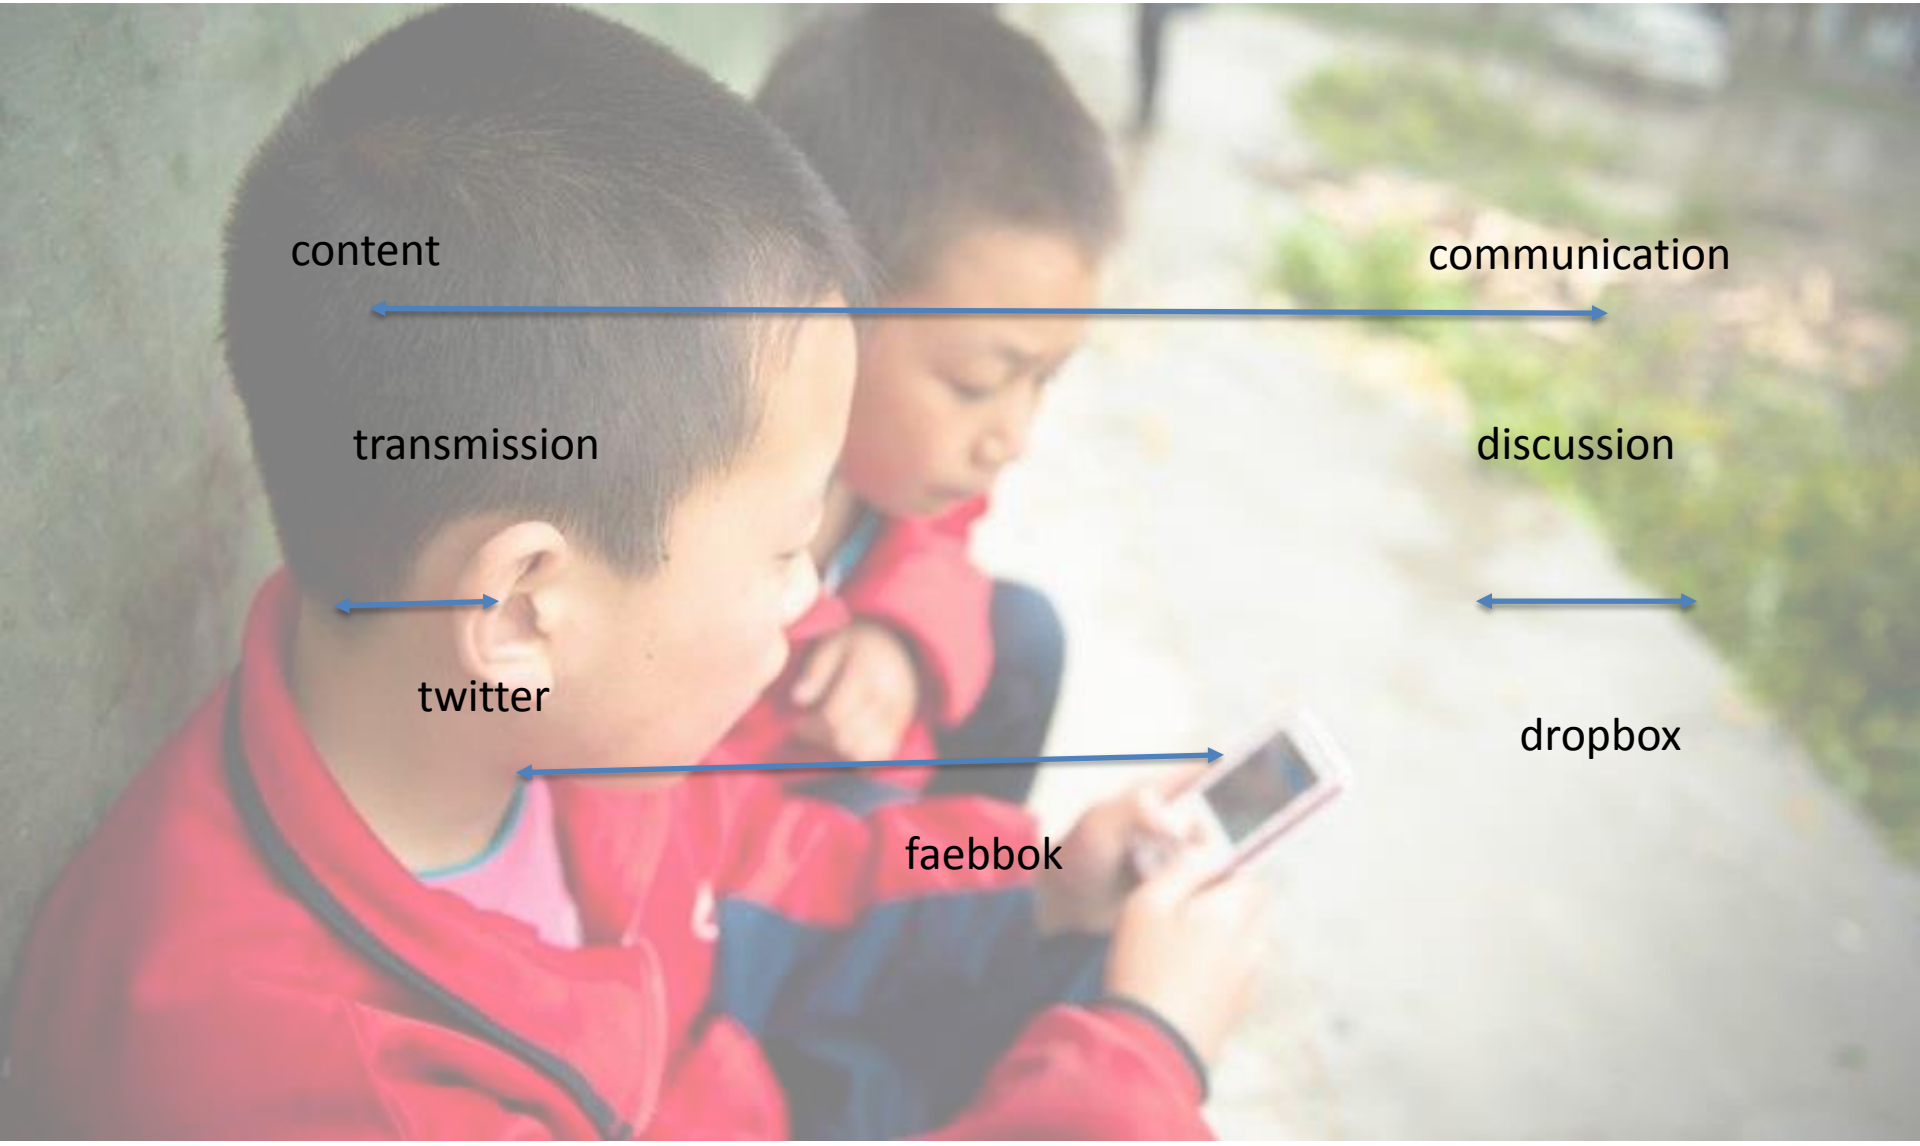 content
communication
transmission
discussion
twitter
dropbox
faebbok